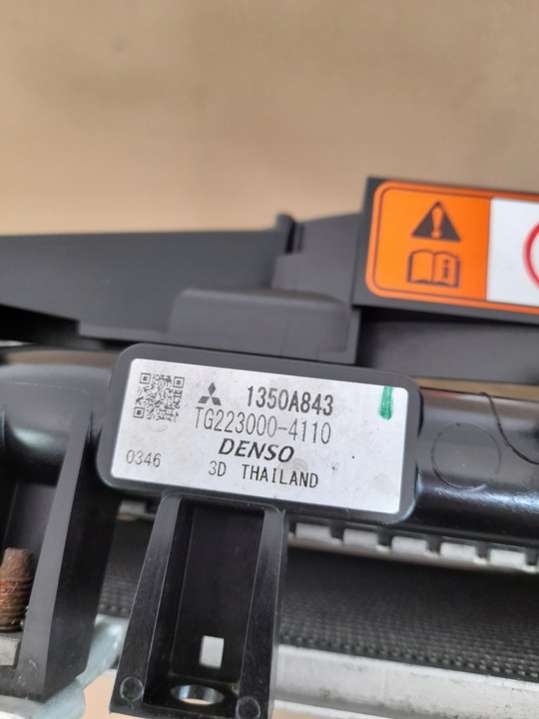 1350A843
TG223000-4110
DENSO
0346 3D THAILAND